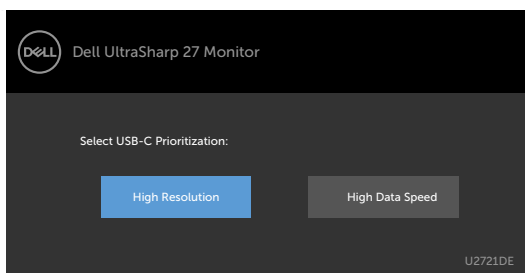 DELL Dell UltraSharp 27 Monitor
Select USB-C Prioritization:
High Resolution High Data Speed
U2721DE